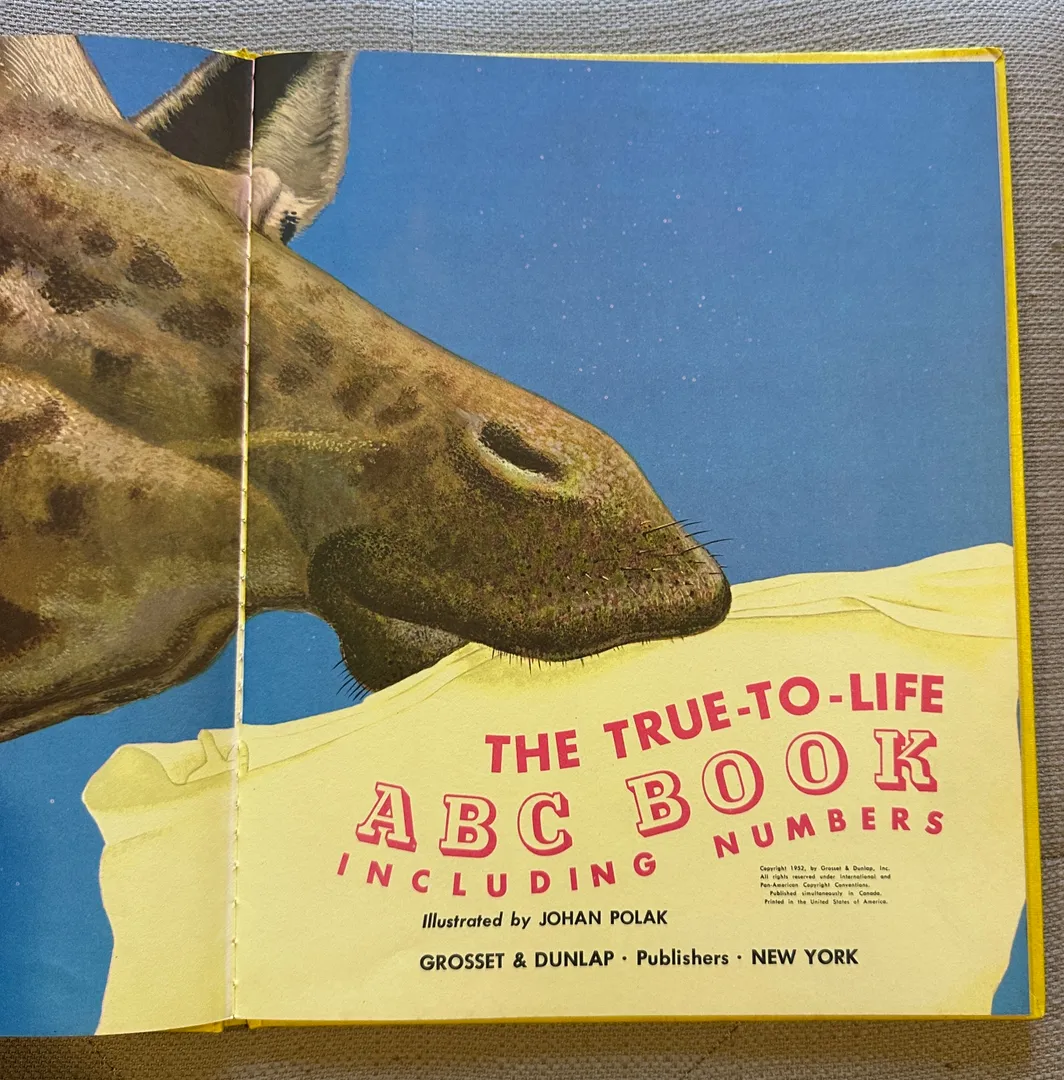 THE TRUE-TO-LIFE
ABC BOOK
INCLUDING NUMBERS
Copyright 1952, by Grosset & Dunlap, Inc.
All rights reserved under International and
Pan-American Copyright Conventions.
Published simultaneously in Canada.
Printed in the United States of America.
Illustrated by JOHAN POLAK
GROSSET & DUNLAP · Publishers · NEW YORK